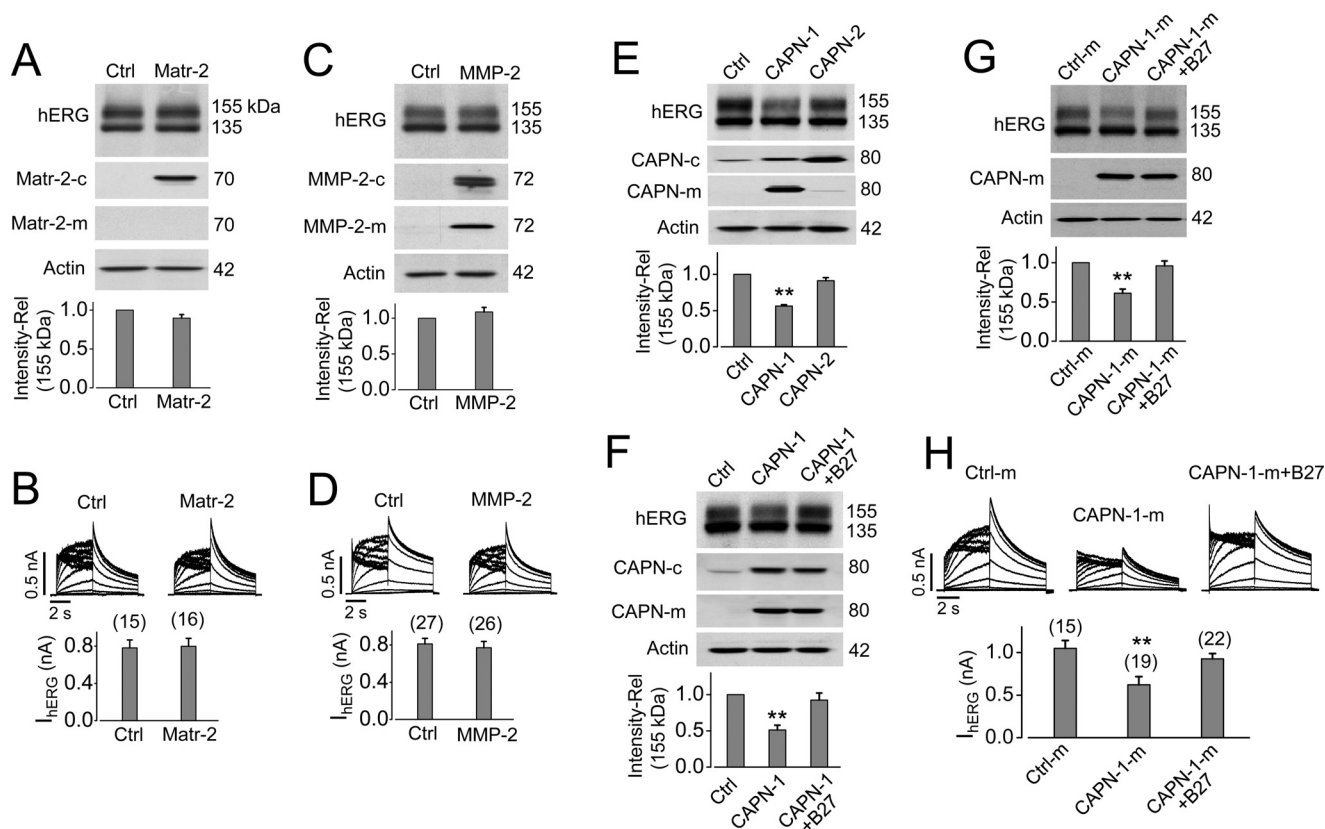 A
Ctrl Matr-2
hERG
155 kDa
135
Matr-2-c
70
Matr-2-m
70
Actin
42
Intensity-Rel
(155 kDa)
1.0
0.5
0.0
Ctrl Matr-2
B
Ctrl Matr-2
0.5 nA
2 s
(15) (16)
IhERG (nA)
0.8
0.4
0.0
Ctrl Matr-2
C
Ctrl MMP-2
hERG
155
135
MMP-2-c
72
MMP-2-m
72
Actin
42
Intensity-Rel
(155 kDa)
1.0
0.5
0.0
Ctrl MMP-2
D
Ctrl MMP-2
0.5 nA
2 s
(27) (26)
IhERG (nA)
0.8
0.4
0.0
Ctrl MMP-2
E
Ctrl CAPN-1 CAPN-2
hERG
155
135
CAPN-c
80
CAPN-m
80
Actin
42
Intensity-Rel
(155 kDa)
1.0
0.5
0.0
**
Ctrl CAPN-1 CAPN-2
F
Ctrl CAPN-1 CAPN-1
+B27
hERG
155
135
CAPN-c
80
CAPN-m
80
Actin
42
Intensity-Rel
(155 kDa)
1.0
0.5
0.0
**
Ctrl CAPN-1 CAPN-1
+B27
G
Ctrl-m CAPN-1-m CAPN-1-m
+B27
hERG
155
135
CAPN-m
80
Actin
42
Intensity-Rel
(155 kDa)
1.0
0.5
0.0
**
Ctrl-m CAPN-1-m CAPN-1-m
+B27
H
Ctrl-m CAPN-1-m CAPN-1-m+B27
0.5 nA
2 s
(15) ** (19) (22)
IhERG (nA)
1.0
0.5
0.0
Ctrl-m CAPN-1-m CAPN-1-m
+B27